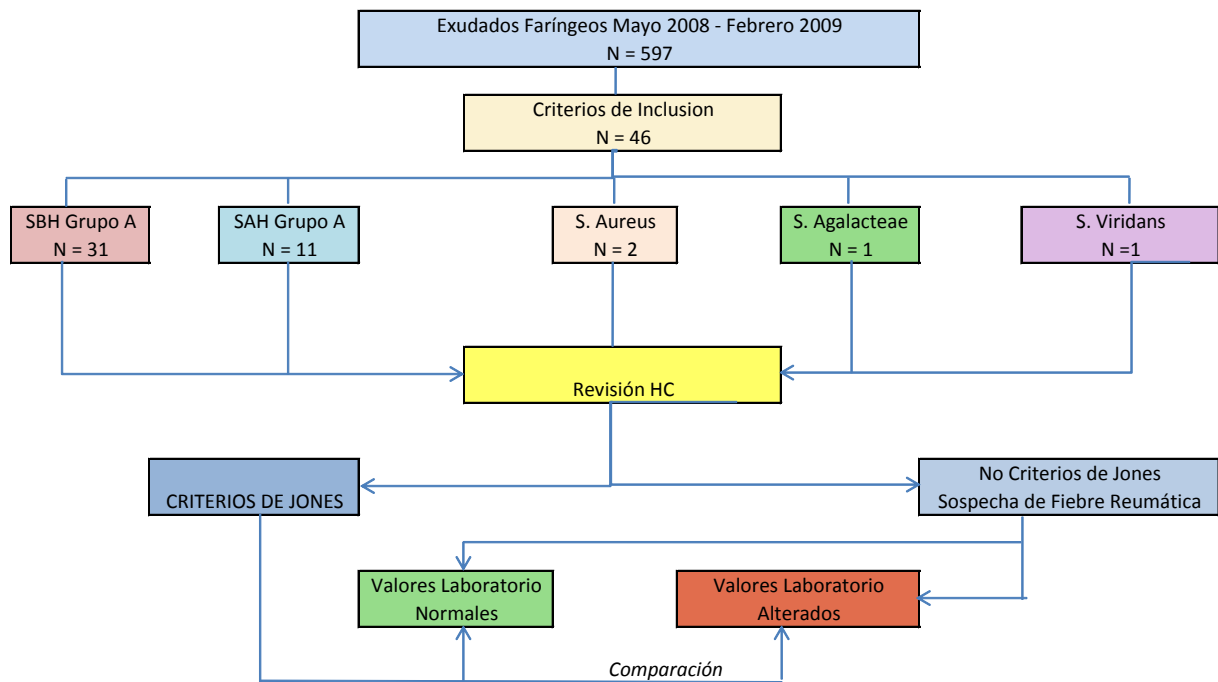 Exudados Faríngeos Mayo 2008 - Febrero 2009
N = 597
Criterios de Inclusion
N = 46
SBH Grupo A
N = 31
SAH Grupo A
N = 11
S. Aureus
N = 2
S. Agalacteae
N = 1
S. Viridans
N =1
Revisión HC
CRITERIOS DE JONES
No Criterios de Jones
Sospecha de Fiebre Reumática
Valores Laboratorio
Normales
Valores Laboratorio
Alterados
Comparación